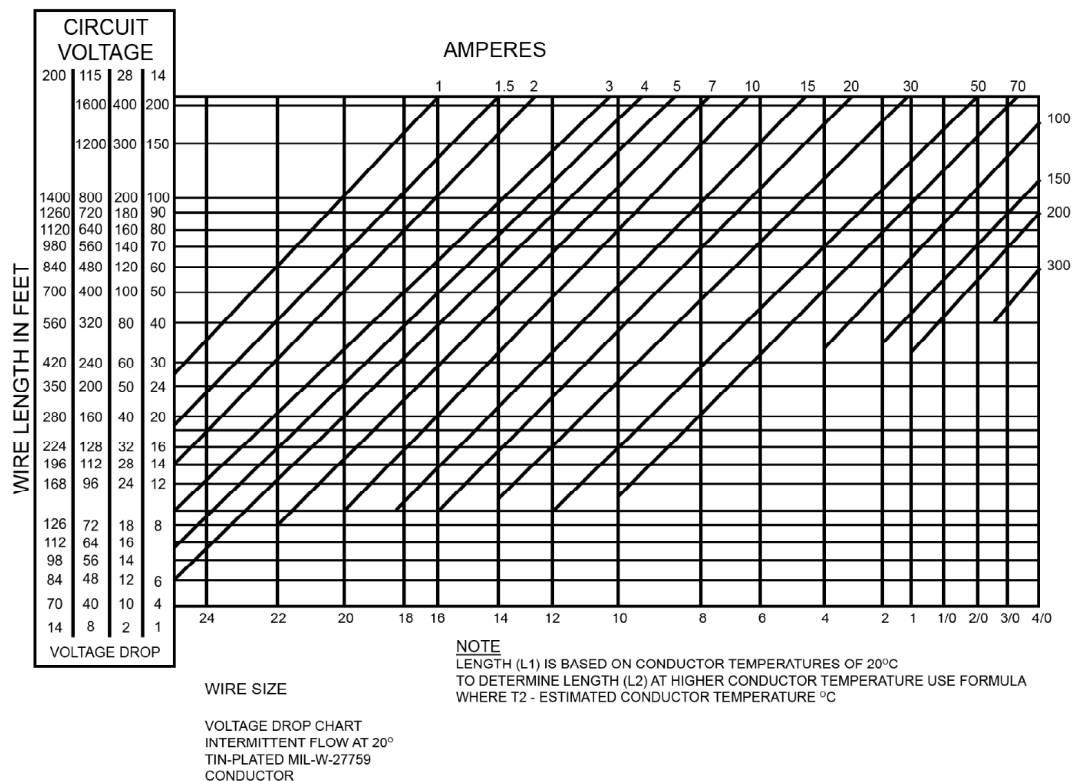 CIRCUIT
VOLTAGE
AMPERES
200 115 28 14
1 1.5 2 3 4 5 7 10 15 20 30 50 70
1600 400 200
100
1200 300 150
150
1400 800 200 100
1260 720 180 90
200
1120 640 160 80
980 560 140 70
840 480 120 60
300
700 400 100 50
560 320 80 40
420 240 60 30
350 200 50 24
280 160 40 20
224 128 32 16
196 112 28 14
168 96 24 12
126 72 18 8
112 64 16
98 56 14
84 48 12 6
70 40 10 4
14 8 2 1
WIRE LENGTH IN FEET
24 22 20 18 16 14 12 10 8 6 4 2 1 1/0 2/0 3/0 4/0
VOLTAGE DROP
NOTE
LENGTH (L1) IS BASED ON CONDUCTOR TEMPERATURES OF 20°C
TO DETERMINE LENGTH (L2) AT HIGHER CONDUCTOR TEMPERATURE USE FORMULA
WHERE T2 - ESTIMATED CONDUCTOR TEMPERATURE °C
WIRE SIZE
VOLTAGE DROP CHART
INTERMITTENT FLOW AT 20°
TIN-PLATED MIL-W-27759
CONDUCTOR